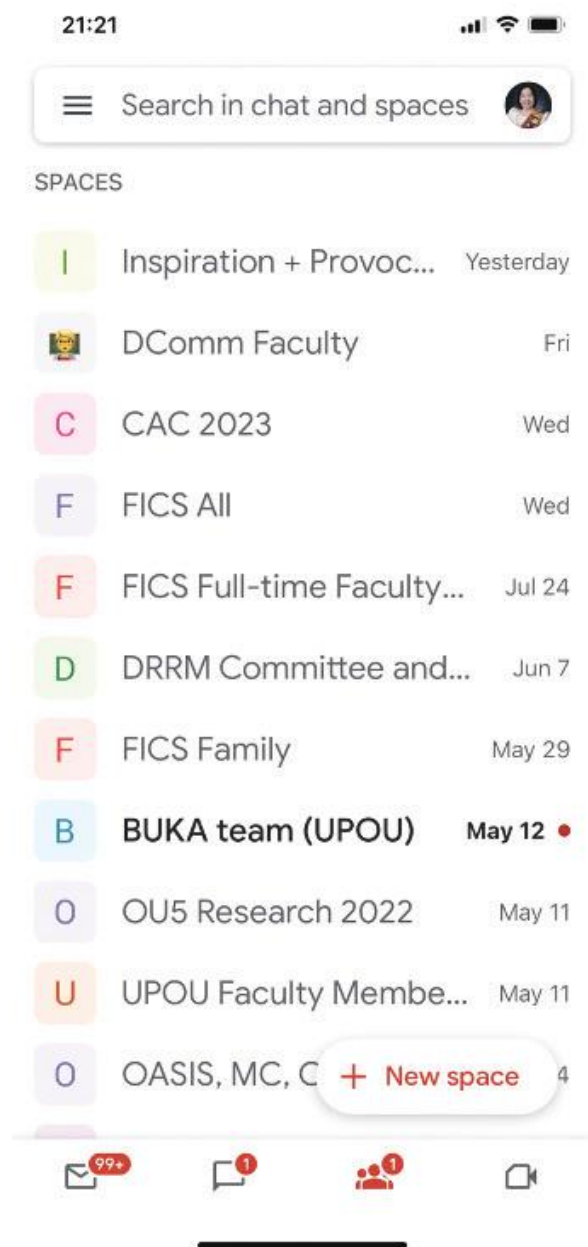 21:21
Search in chat and spaces
SPACES
I Inspiration + Provoc... Yesterday
DComm Faculty Fri
C CAC 2023 Wed
F FICS All Wed
F FICS Full-time Faculty... Jul 24
D DRRM Committee and... Jun 7
F FICS Family May 29
B BUKA team (UPOU) May 12
O OU5 Research 2022 May 11
U UPOU Faculty Membe... May 11
O OASIS, MC, 4
+ New space
99+ 1 1